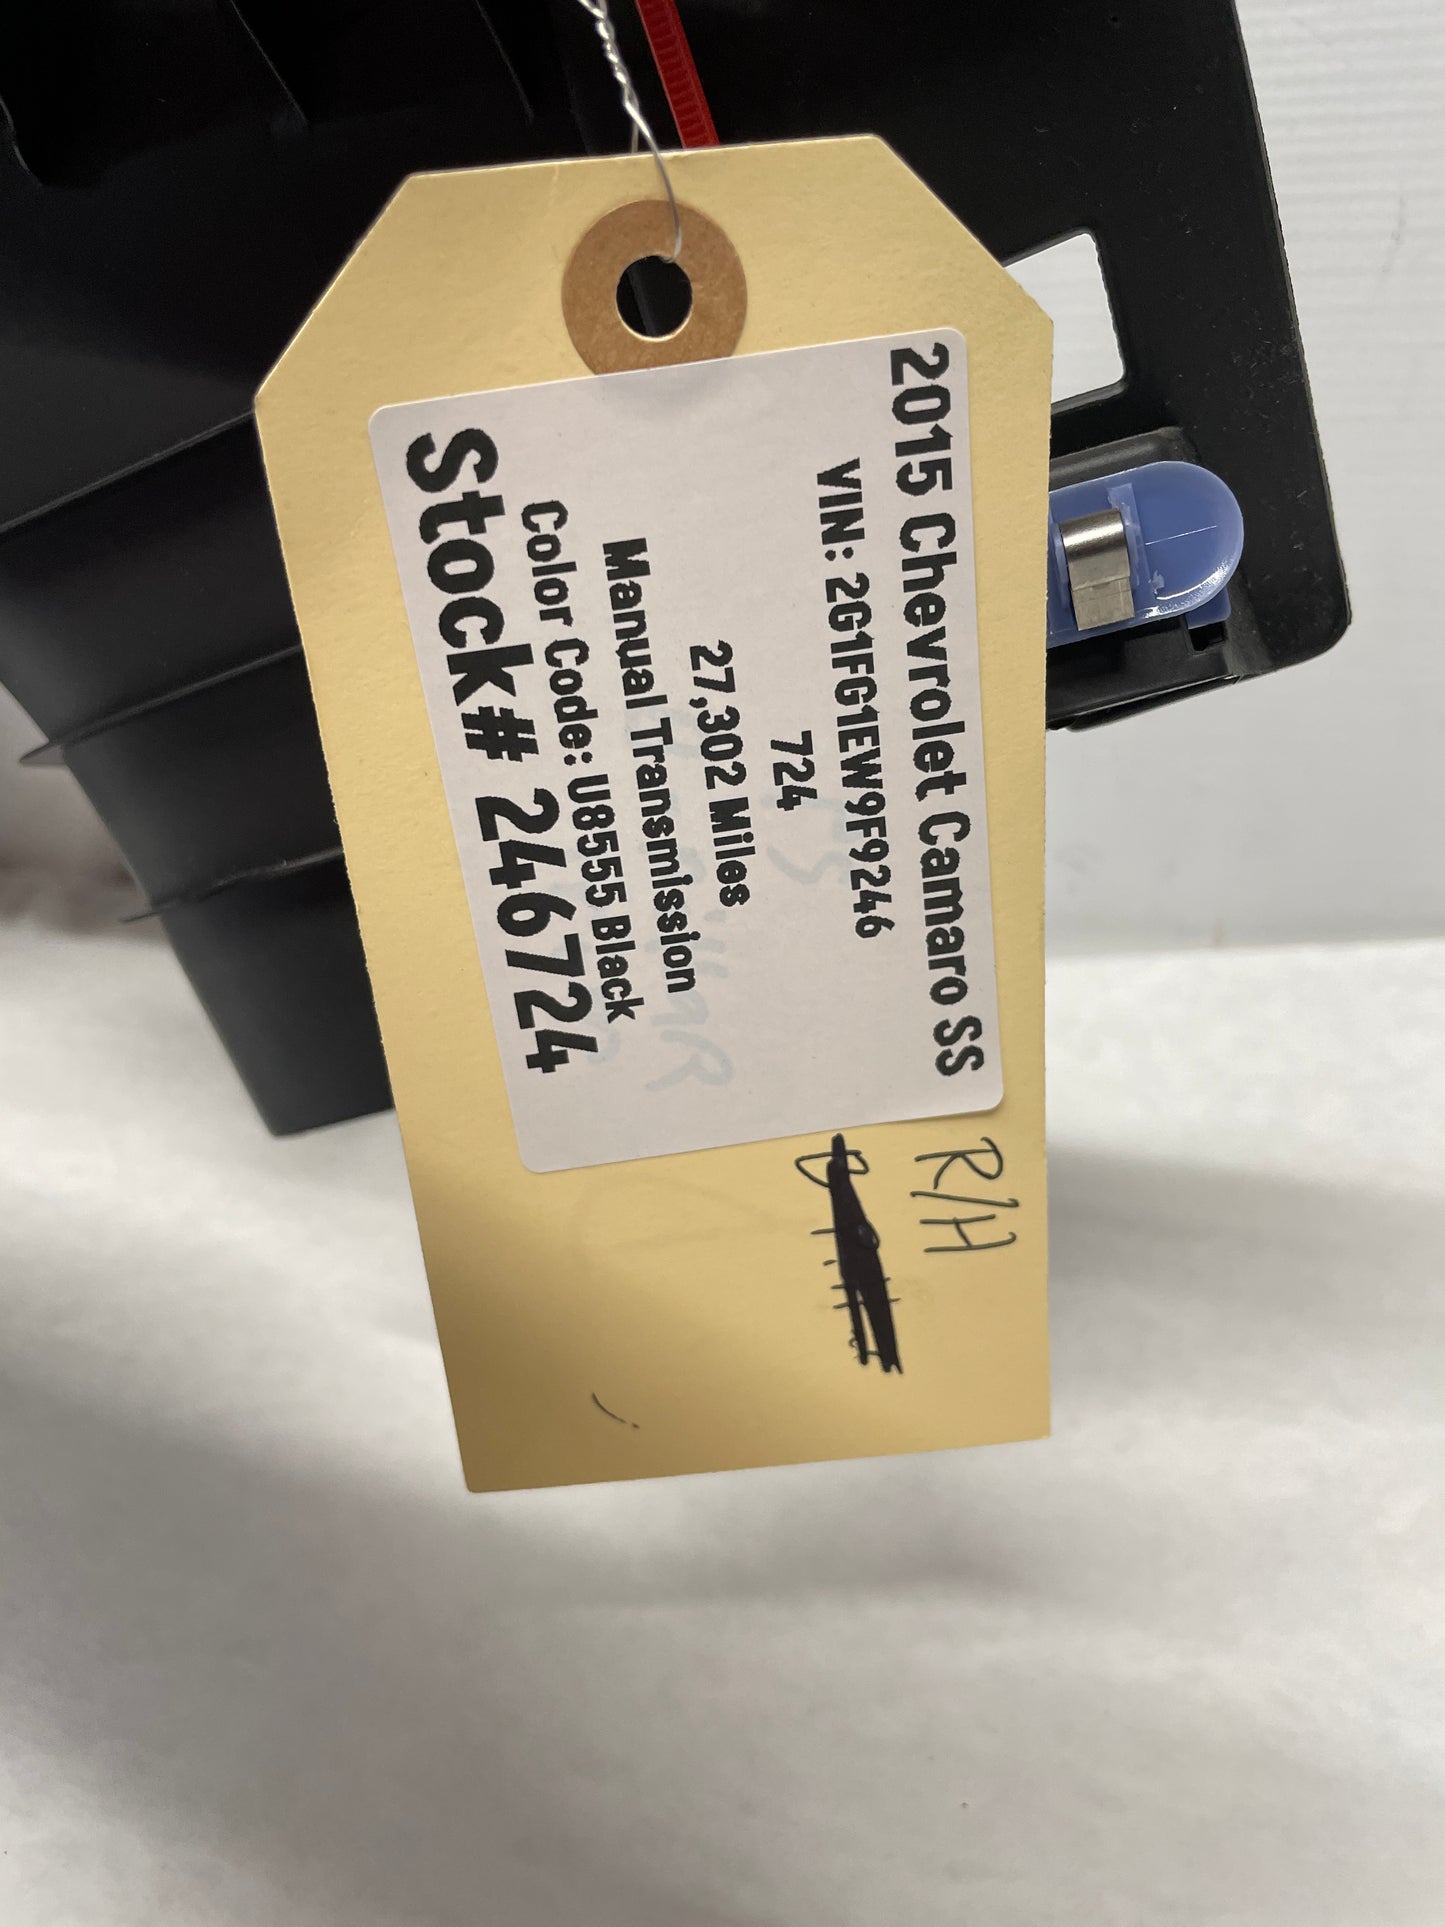 2015 Chevrolet Camaro SS
VIN: 2G1FG1EW9F9246
724
27,302 Miles
Manual Transmission
Color Code: U8555 Black
Stock# 246724
R/H